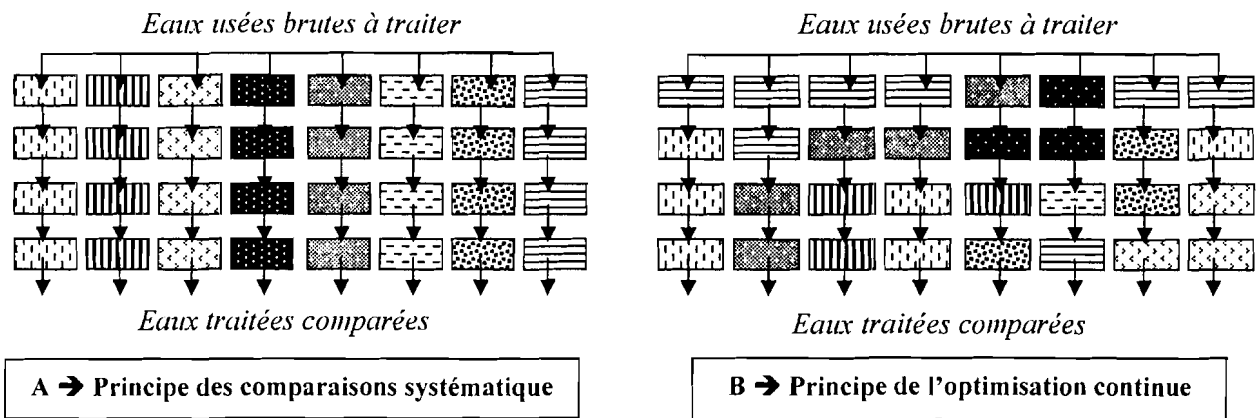 Eaux usées brutes à traiter
Eaux traitées comparées
A ➔ Principe des comparaisons systématique
Eaux usées brutes à traiter
Eaux traitées comparées
B ➔ Principe de l'optimisation continue